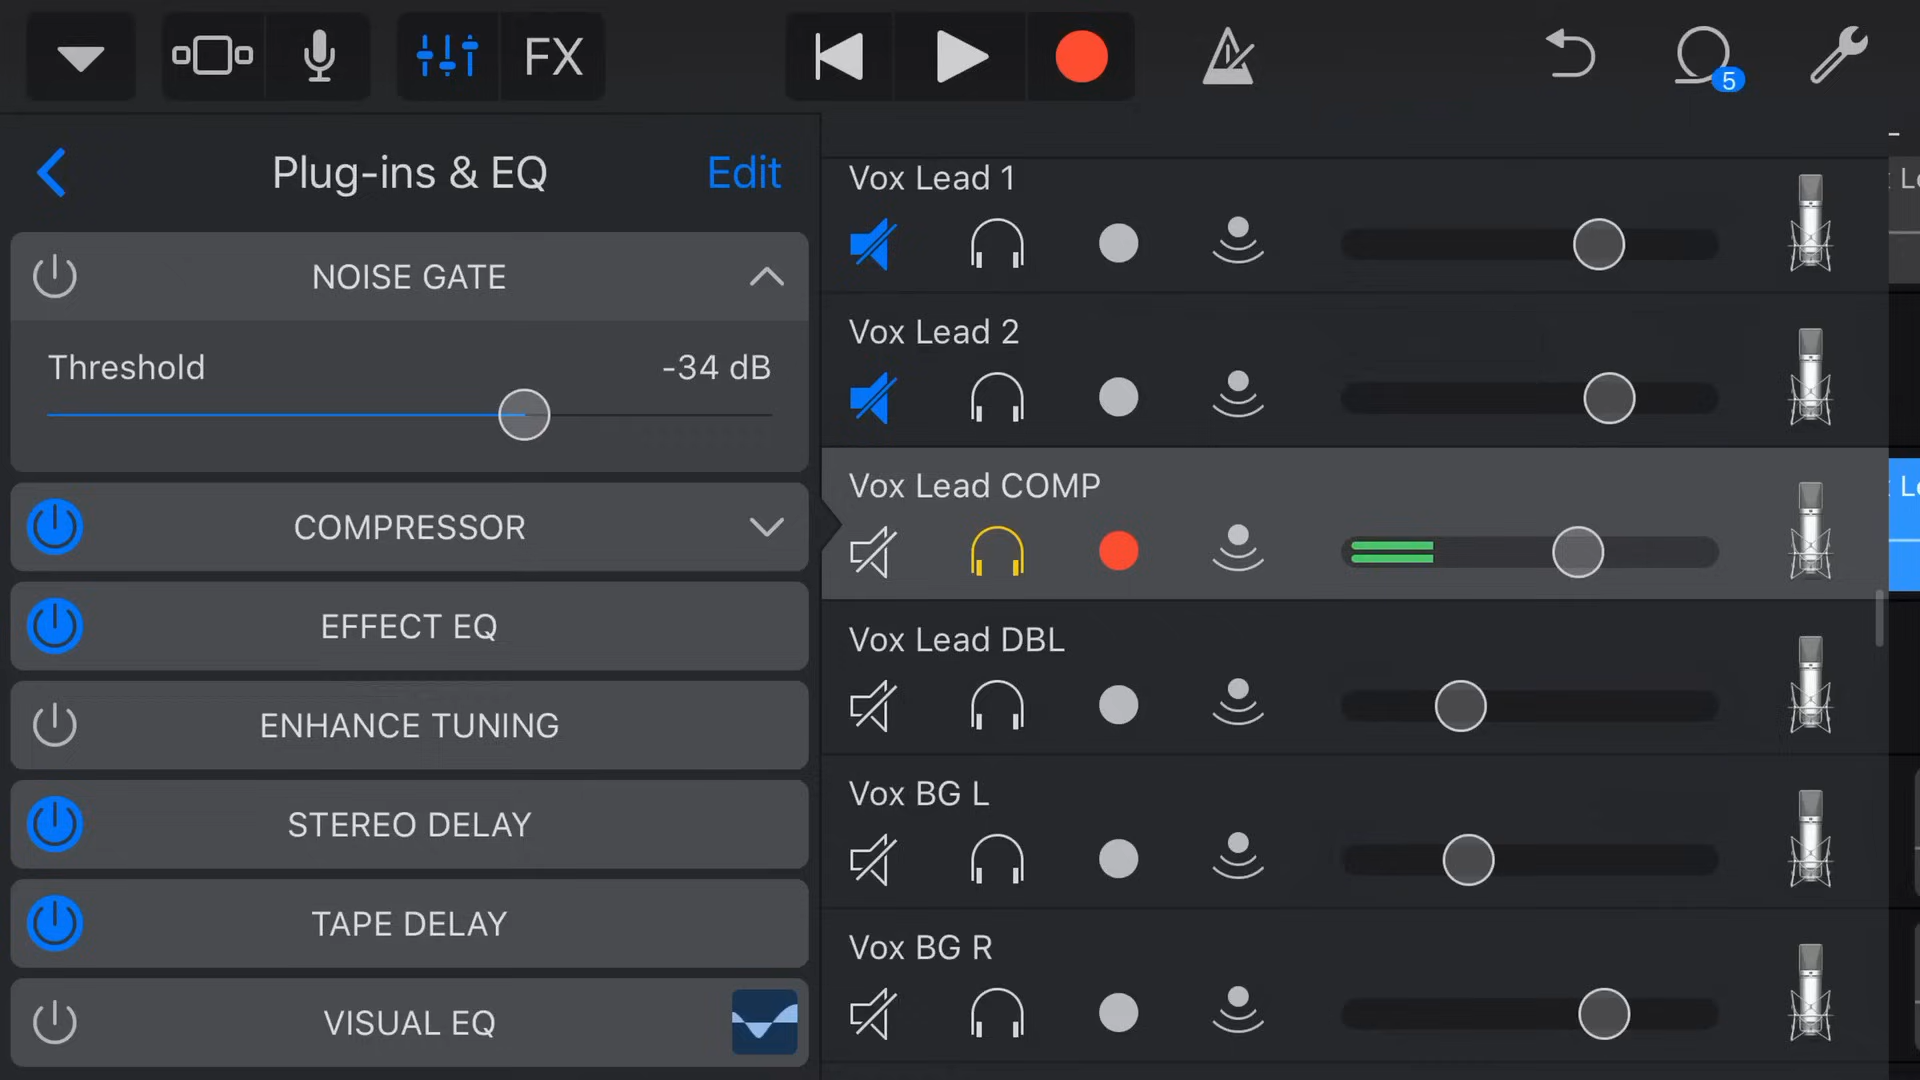 FX
5
Plug-ins & EQ
Edit
NOISE GATE
Threshold
-34 dB
COMPRESSOR
EFFECT EQ
ENHANCE TUNING
STEREO DELAY
TAPE DELAY
VISUAL EQ
Vox Lead 1
Vox Lead 2
Vox Lead COMP
Vox Lead DBL
Vox BG L
Vox BG R